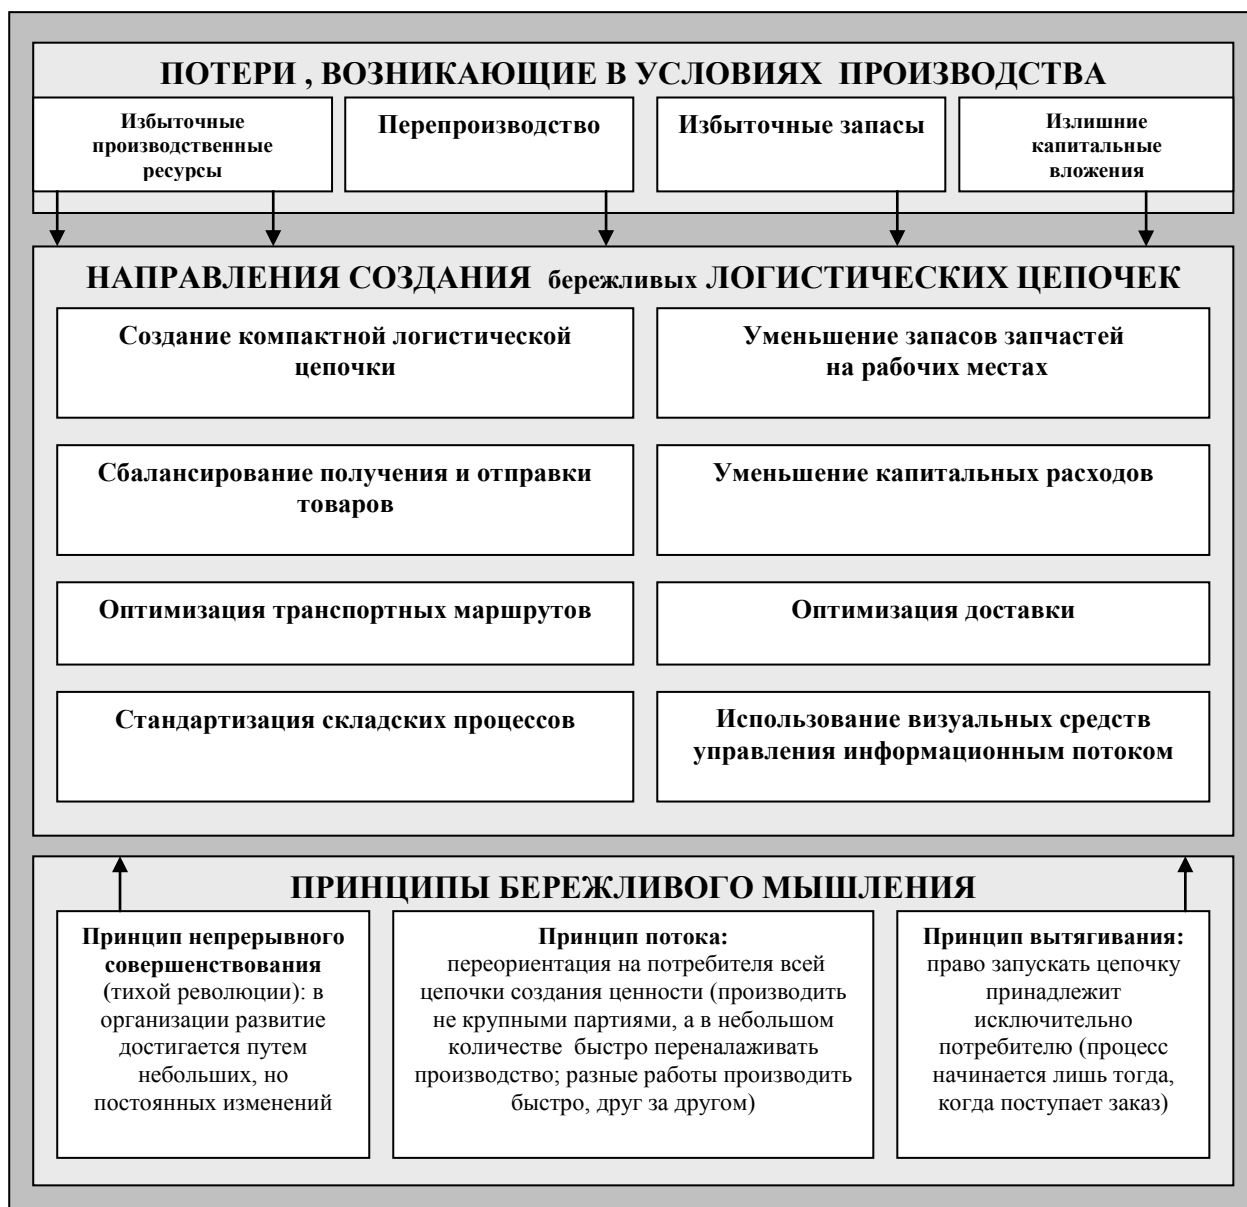 ПОТЕРИ , ВОЗНИКАЮЩИЕ В УСЛОВИЯХ ПРОИЗВОДСТВА
Избыточные
производственные
ресурсы
Перепроизводство
Избыточные запасы
Излишние
капитальные
вложения
НАПРАВЛЕНИЯ СОЗДАНИЯ бережливых ЛОГИСТИЧЕСКИХ ЦЕПОЧЕК
Создание компактной логистической
цепочки
Уменьшение запасов запчастей
на рабочих местах
Сбалансирование получения и отправки
товаров
Уменьшение капитальных расходов
Оптимизация транспортных маршрутов
Оптимизация доставки
Стандартизация складских процессов
Использование визуальных средств
управления информационным потоком
ПРИНЦИПЫ БЕРЕЖЛИВОГО МЫШЛЕНИЯ
Принцип непрерывного
совершенствования
(тихой революции): в
организации развитие
достигается путем
небольших, но
постоянных изменений
Принцип потока:
переориентация на потребителя всей
цепочки создания ценности (производить
не крупными партиями, а в небольшом
количестве быстро переналаживать
производство; разные работы производить
быстро, друг за другом)
Принцип вытягивания:
право запускать цепочку
принадлежит
исключительно
потребителю (процесс
начинается лишь тогда,
когда поступает заказ)